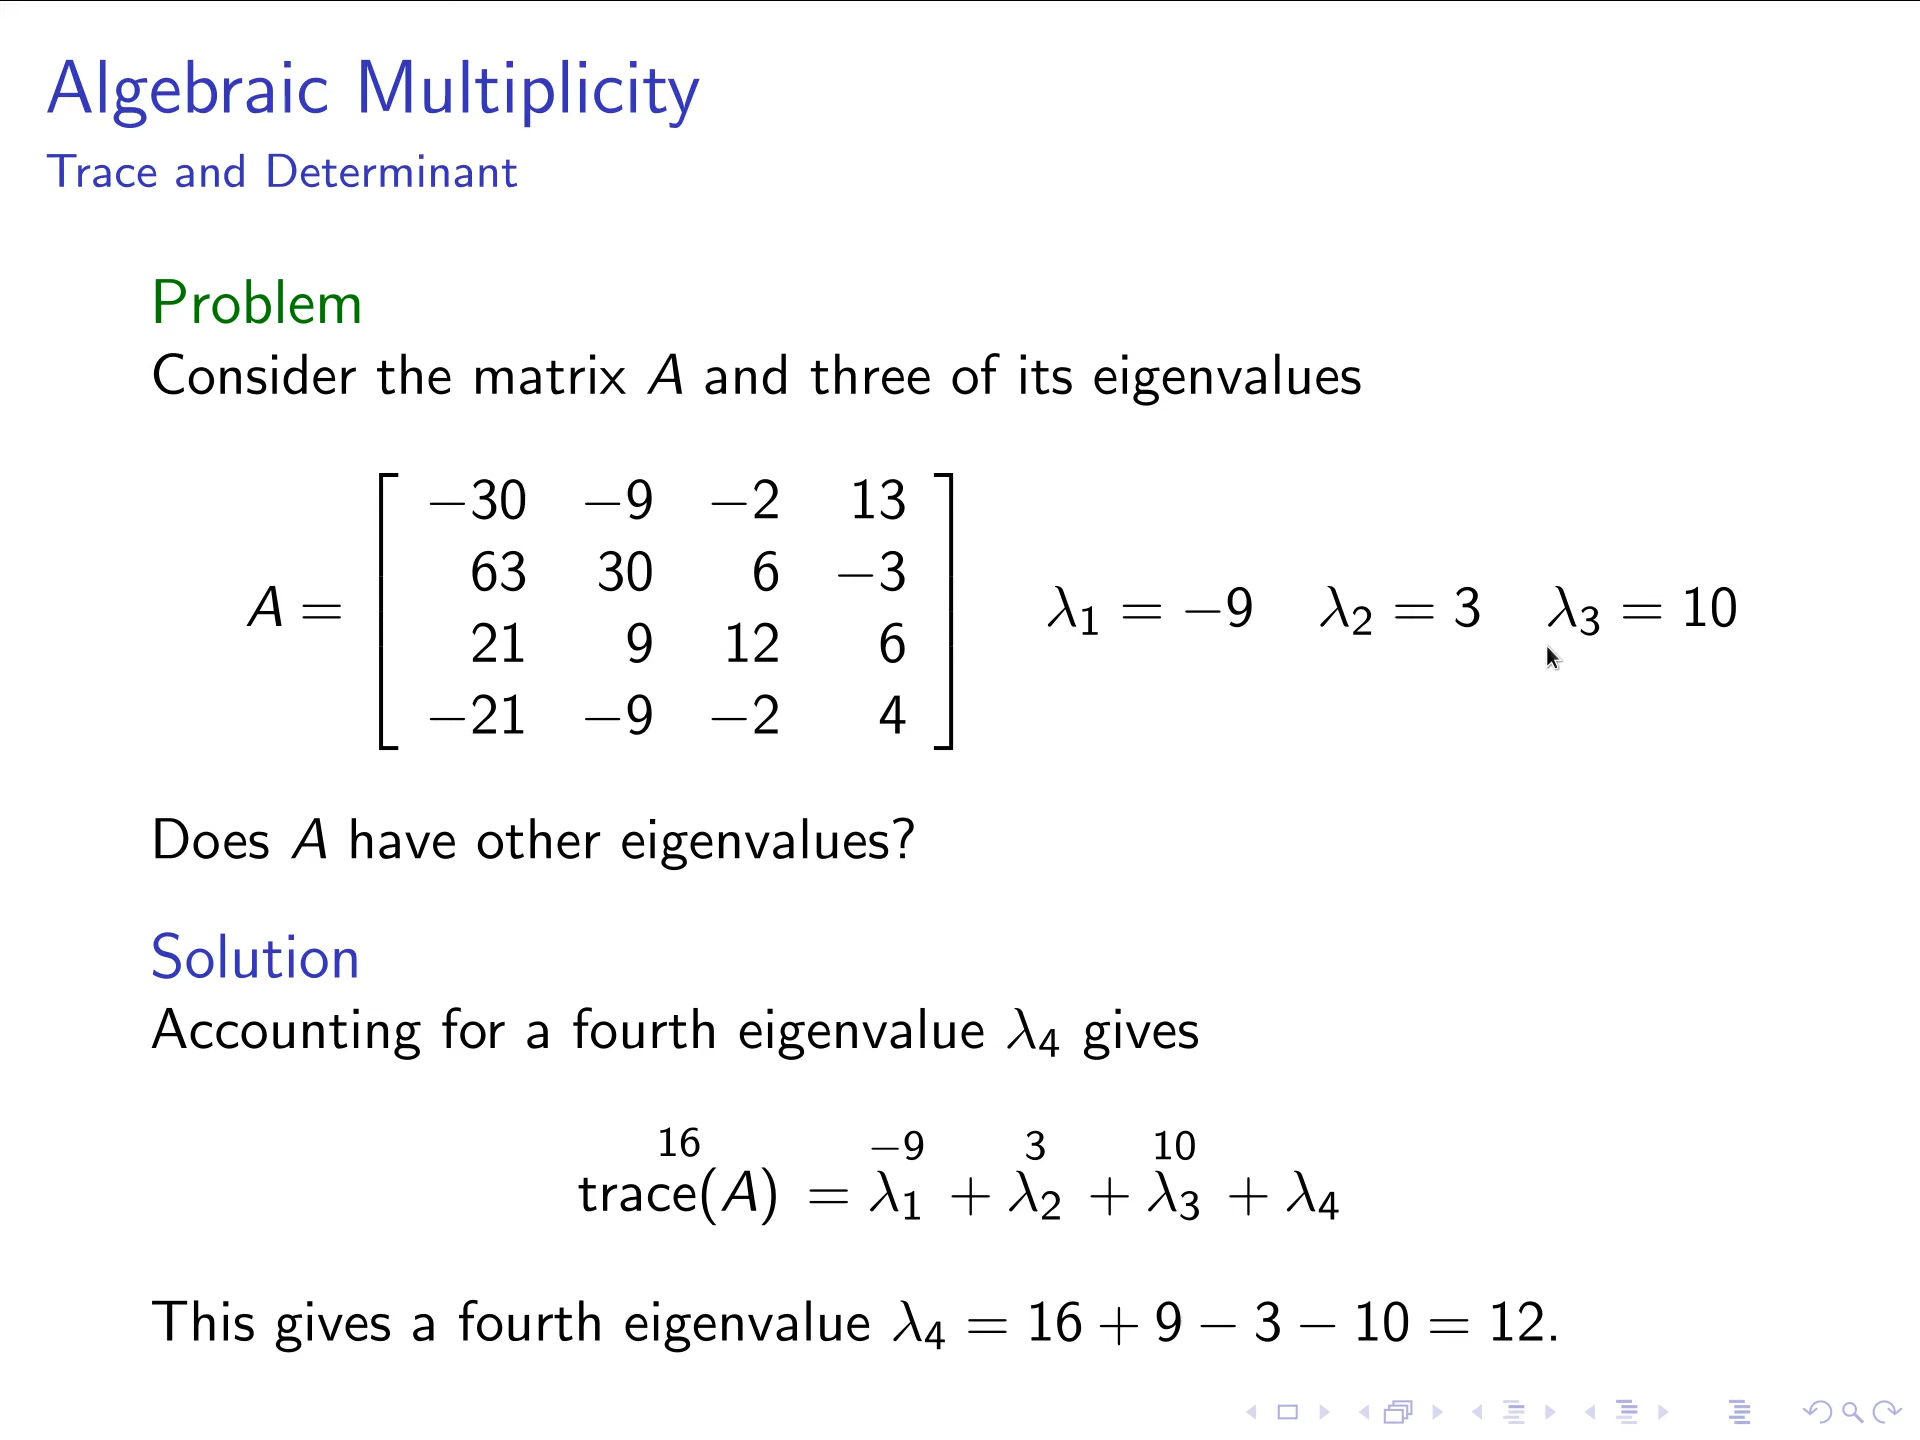 Algebraic Multiplicity
Trace and Determinant
Problem
Consider the matrix A and three of its eigenvalues
−30 −9 −2 13
63 30 6 −3
A = λ₁ = −9 λ₂ = 3 λ₃ = 10
21 9 12 6
−21 −9 −2 4
Does A have other eigenvalues?
Solution
Accounting for a fourth eigenvalue λ₄ gives
16 −9 3 10
trace(A) = λ₁ + λ₂ + λ₃ + λ₄
This gives a fourth eigenvalue λ₄ = 16 + 9 − 3 − 10 = 12.